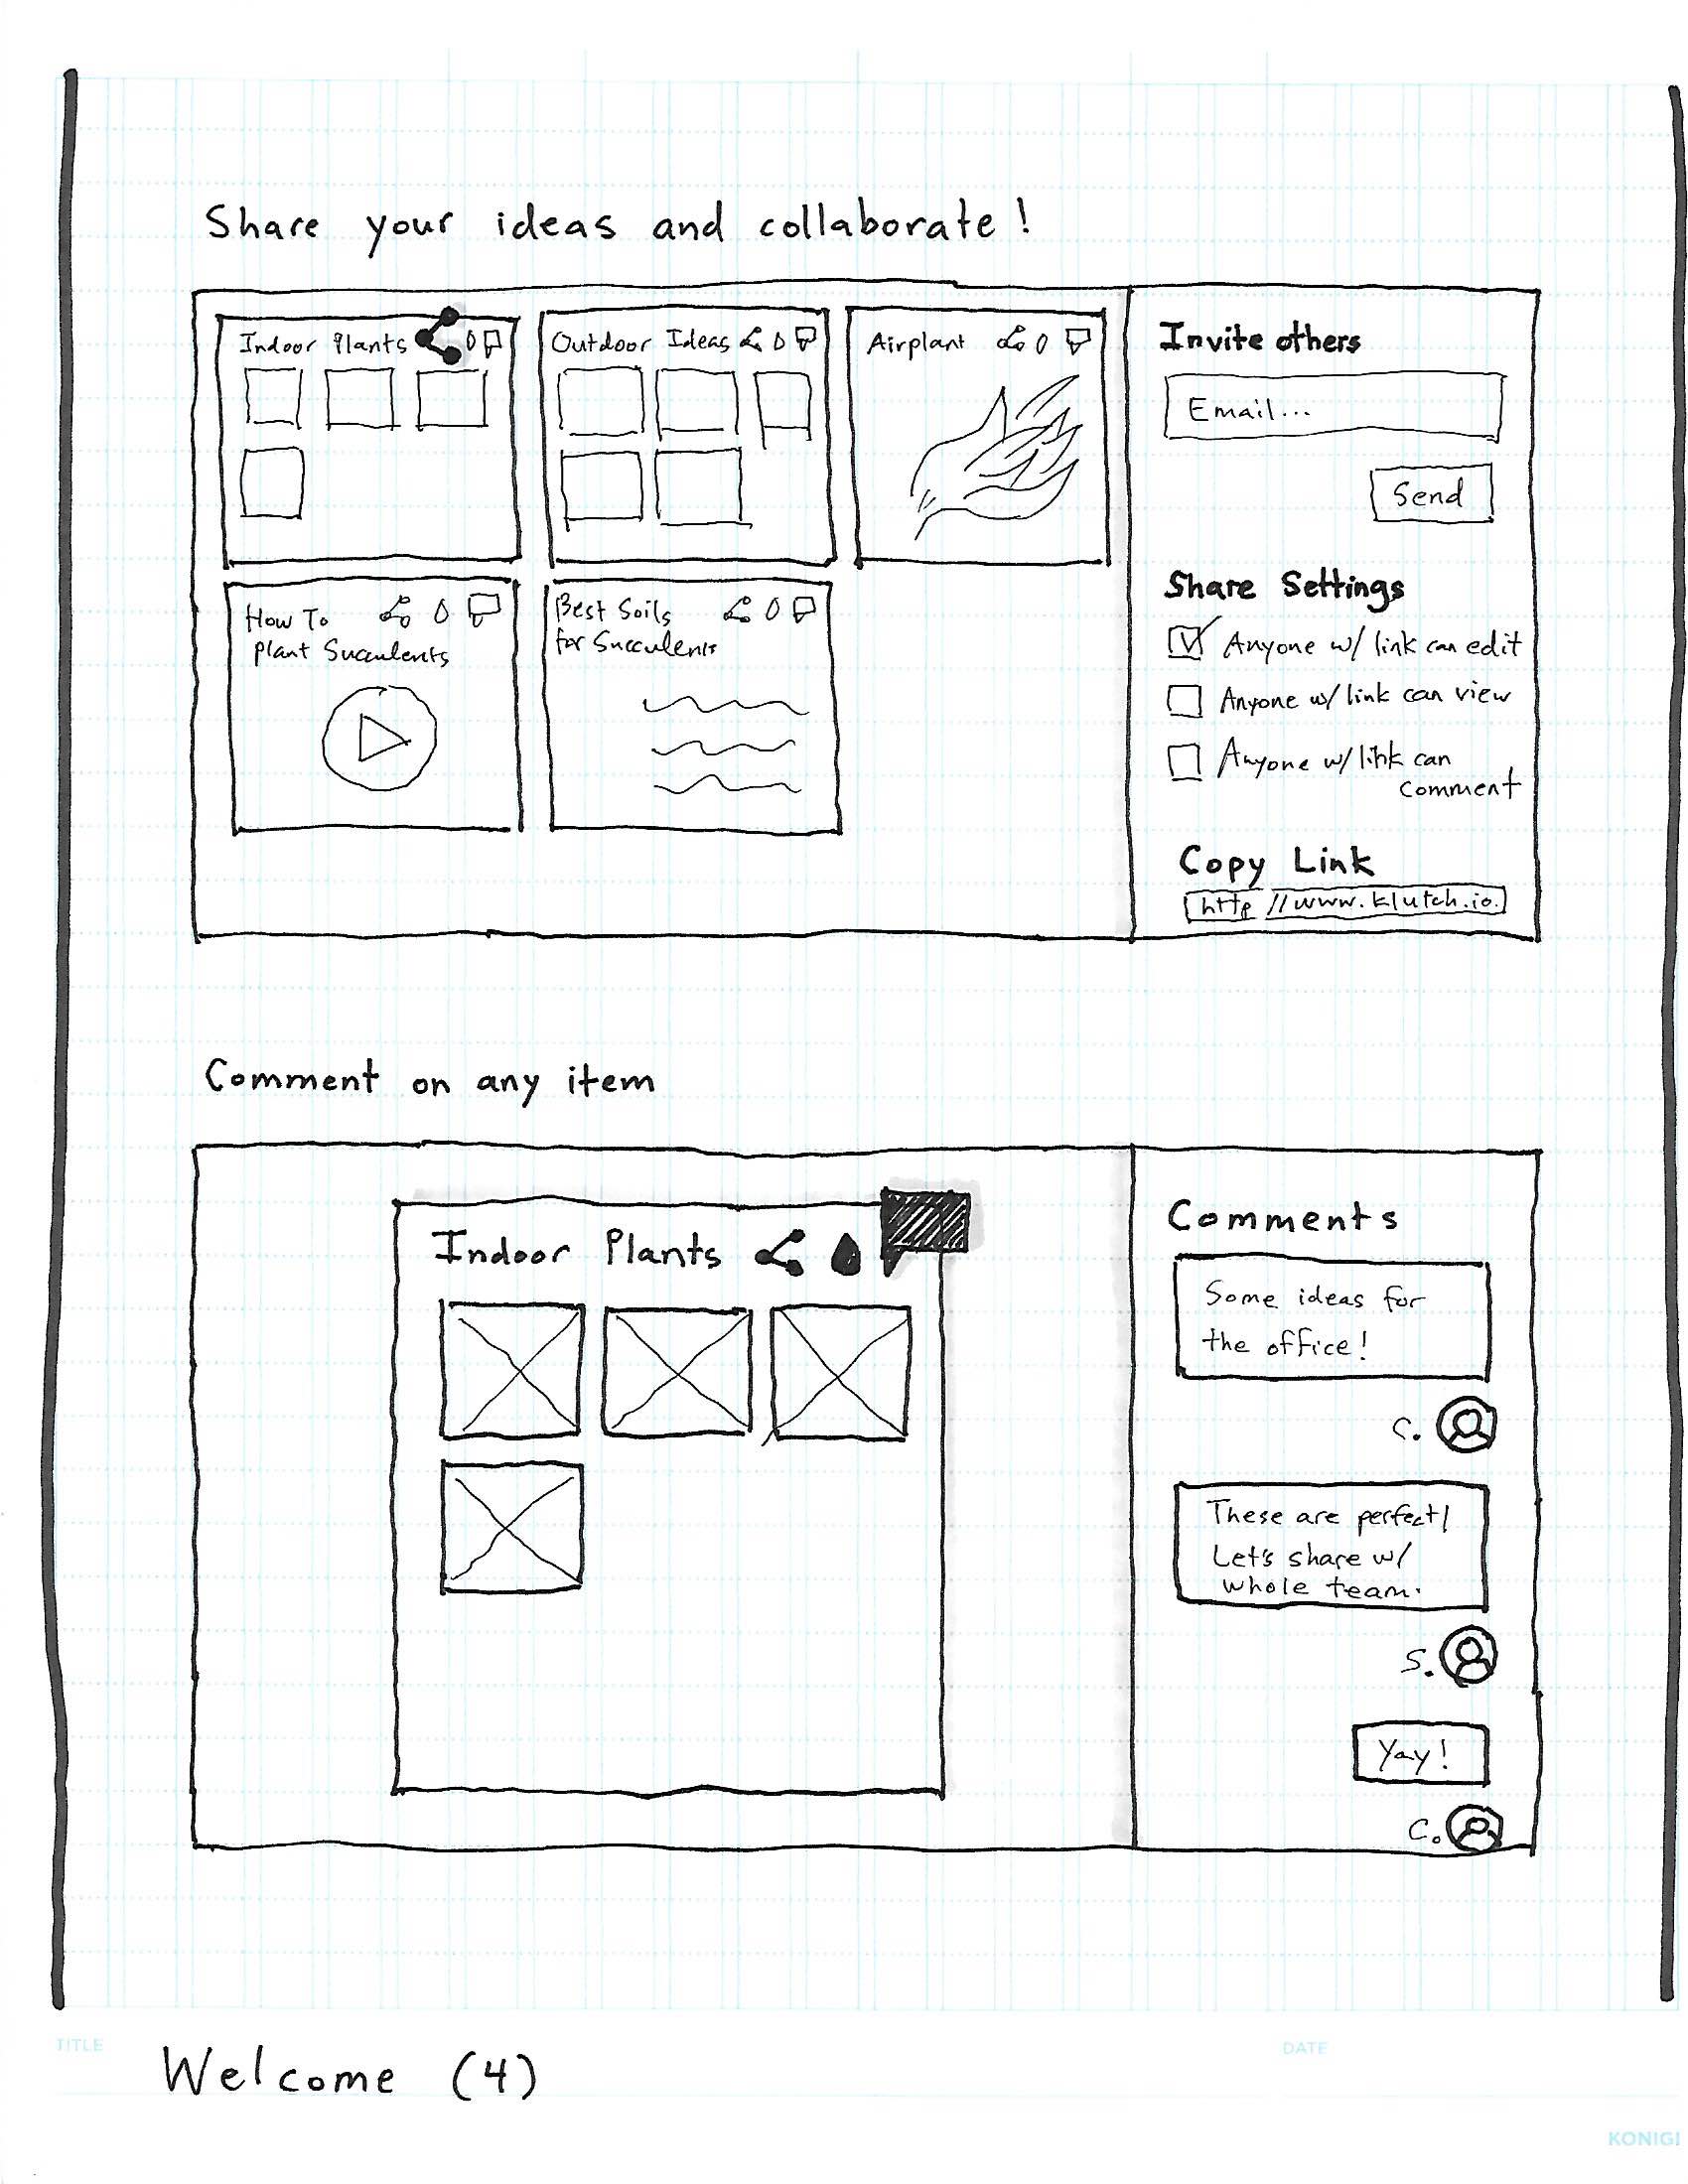 Share your ideas and collaborate!
Indoor Plants
Outdoor Ideas
Airplant
How To
Plant Succulents
Best Soils
for Succulents
Invite others
Email...
Send
Share Settings
Anyone w/ link can edit
Anyone w/ link can view
Anyone w/ link can
comment
Copy Link
http://www.klutch.io.
Comment on any item
Indoor Plants
Comments
Some ideas for
the office!
C.
These are perfect!
Let's share w/
whole team.
S.
Yay!
C.
TITLE
Welcome (4)
DATE
KONIGI